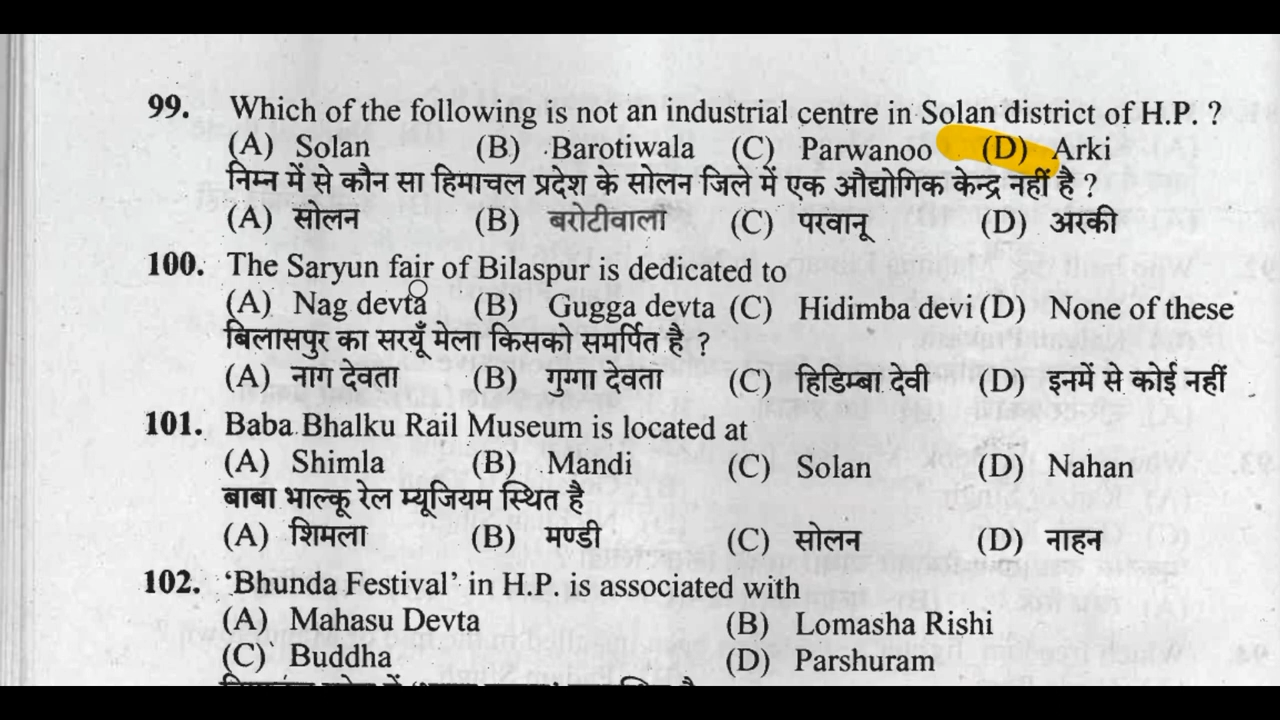 99. Which of the following is not an industrial centre in Solan district of H.P. ?
(A) Solan (B) Barotiwala (C) Parwanoo (D) Arki
निम्न में से कौन सा हिमाचल प्रदेश के सोलन जिले में एक औद्योगिक केन्द्र नहीं है ?
(A) सोलन (B) बरोटीवाला (C) परवानू (D) अरकी
100. The Saryun fair of Bilaspur is dedicated to
(A) Nag devta (B) Gugga devta (C) Hidimba devi (D) None of these
बिलासपुर का सरयूँ मेला किसको समर्पित है ?
(A) नाग देवता (B) गुग्गा देवता (C) हिडिम्बा देवी (D) इनमें से कोई नहीं
101. Baba Bhalku Rail Museum is located at
(A) Shimla (B) Mandi (C) Solan (D) Nahan
बाबा भाल्कू रेल म्यूजियम स्थित है
(A) शिमला (B) मण्डी (C) सोलन (D) नाहन
102. ‘Bhunda Festival’ in H.P. is associated with
(A) Mahasu Devta (B) Lomasha Rishi
(C) Buddha (D) Parshuram